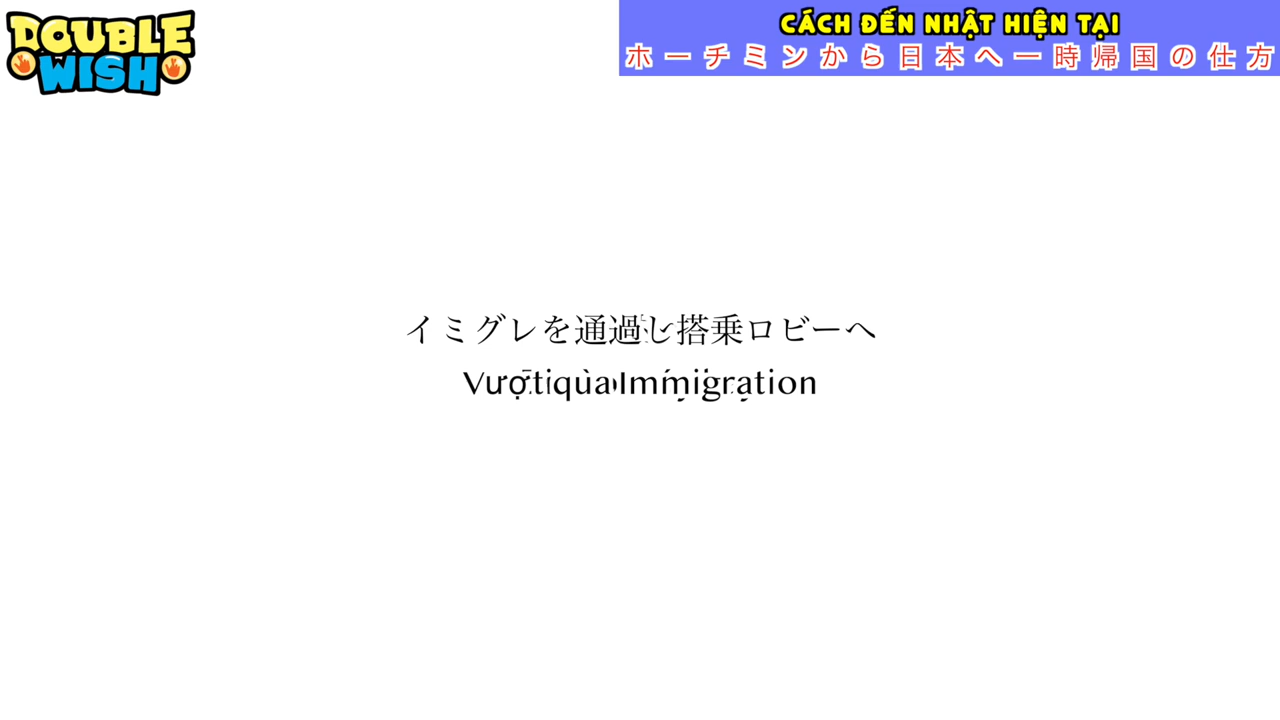 DOUBLE
WISH
CÁCH ĐẾN NHẬT HIỆN TẠI
ホーチミンから日本へ一時帰国の仕方
イミグレを通過し搭乗ロビーへ
Vượt qua Immigration